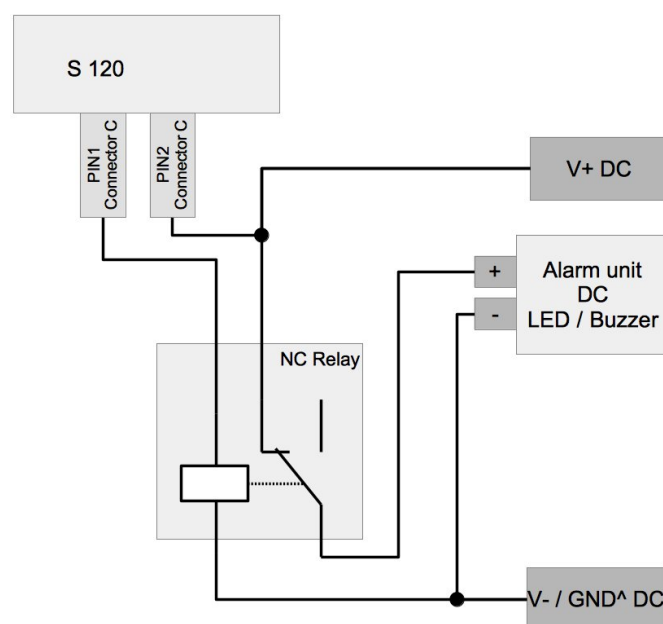 S 120
PIN1
Connector C
PIN2
Connector C
V+ DC
+
-
Alarm unit
DC
LED / Buzzer
NC Relay
V- / GND^ DC